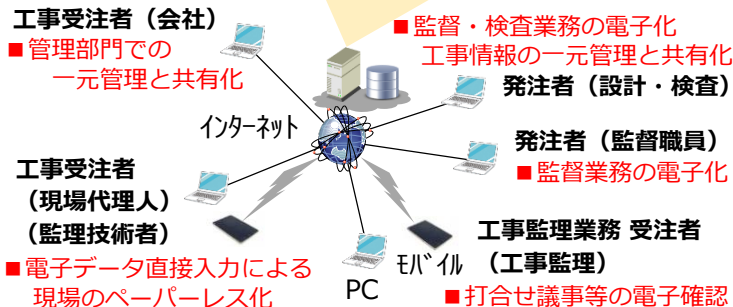 工事受注者（会社）
■管理部門での
一元管理と共有化
■監督・検査業務の電子化
工事情報の一元管理と共有化
発注者（設計・検査）
ｲﾝﾀｰﾈｯﾄ
発注者（監督職員）
■監督業務の電子化
工事受注者
（現場代理人）
（監理技術者）
■電子データ直接入力による
現場のペーパーレス化
PC
ﾓﾊﾞｲﾙ
工事監理業務 受注者
（工事監理）
■打合せ議事等の電子確認